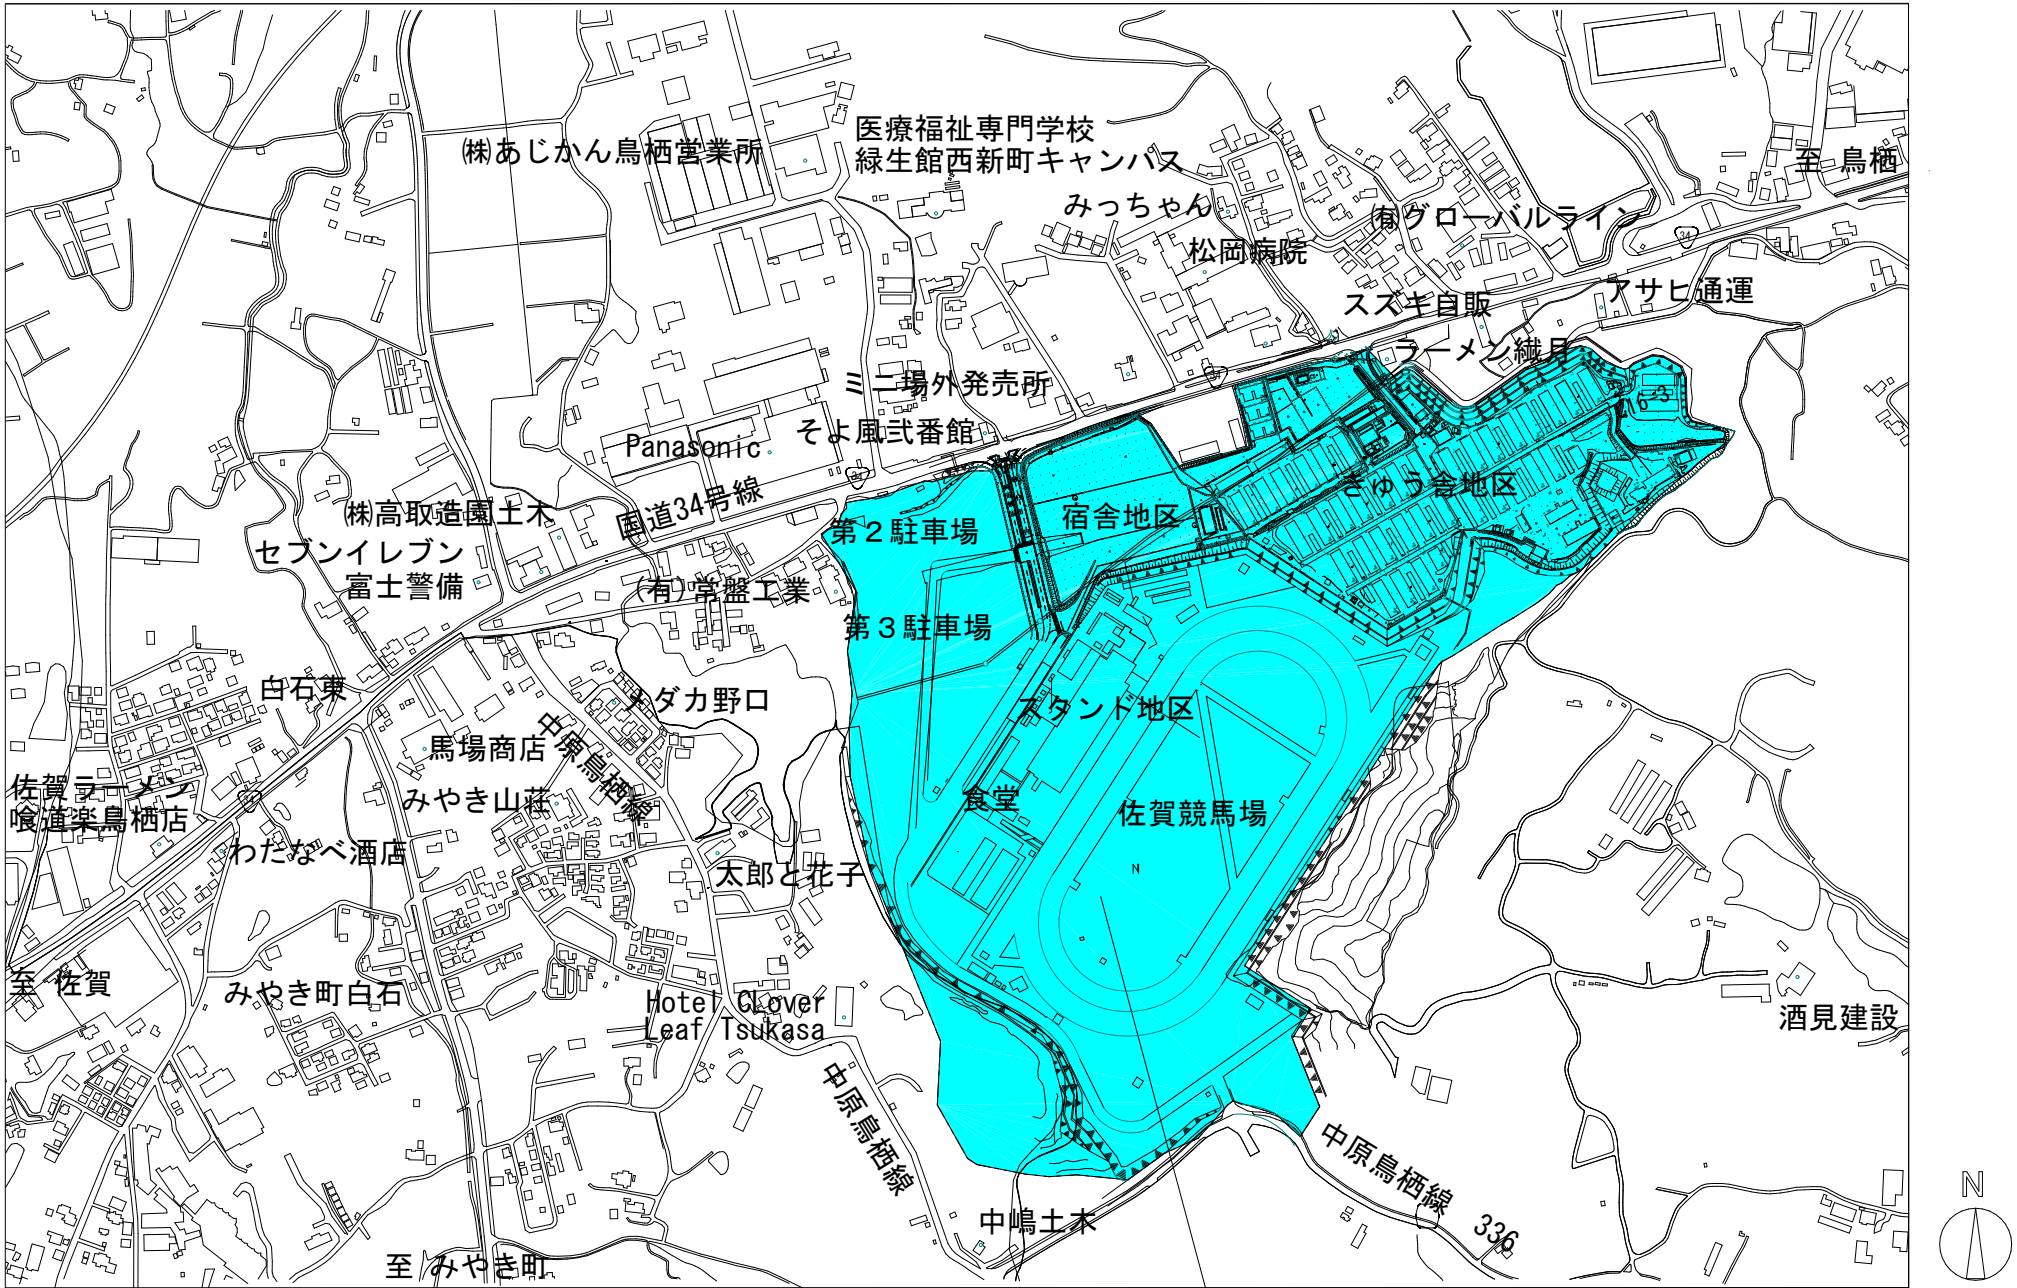 ㈱あじかん鳥栖営業所
医療福祉専門学校
緑生館西新町キャンパス
至 鳥栖
みっちゃん
㈲グローバルライン
34
松岡病院
アサヒ通運
スズキ自販
ラーメン繊月
ミニ場外発売所
34
16-3
そよ風弐番館
Panasonic
34
国道34号線
きゅう舎地区
㈱高取造園土木
宿舎地区
第2駐車場
セブンイレブン
富士警備
(有)常盤工業
第3駐車場
白石東
メダカ野口
スタンド地区
中原鳥栖線
馬場商店
佐賀ラーメン
喰道楽鳥栖店
34
みやき山荘
食堂
佐賀競馬場
わたなべ酒店
太郎と花子
N
至 佐賀
みやき町白石
Hotel CLover
Leaf Tsukasa
酒見建設
中原鳥栖線
中原鳥栖線 336
中嶋土木
至 みやき町
N